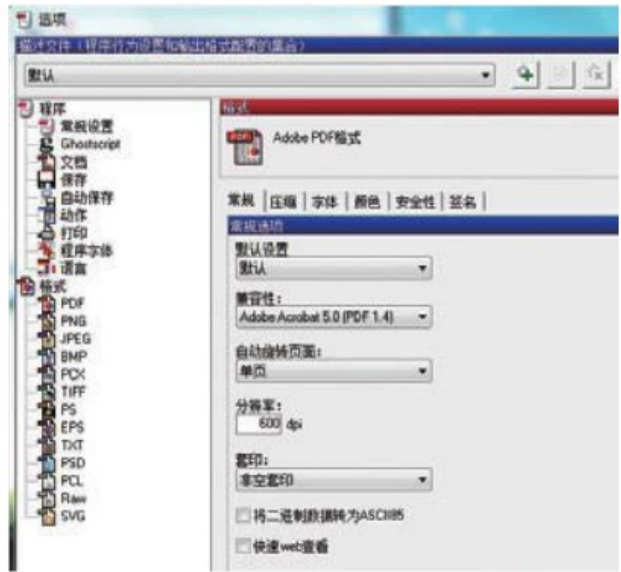 选项
描述文件（程序行为设置和输出格式配置的集合）
默认
程序
常规设置
Ghostscript
文档
保存
自动保存
动作
打印
程序字体
语言
格式
PDF
PNG
JPEG
BMP
PCX
TIFF
PS
EPS
TXT
PSD
PCL
Raw
SVG
格式
Adobe PDF格式
常规 压缩 字体 颜色 安全性 签名
常规选项
默认设置
默认
兼容性：
Adobe Acrobat 5.0 (PDF 1.4)
自动旋转页面：
单页
分辨率：
600 dpi
套印：
非空套印
将二进制数据转为ASCII85
快速web查看